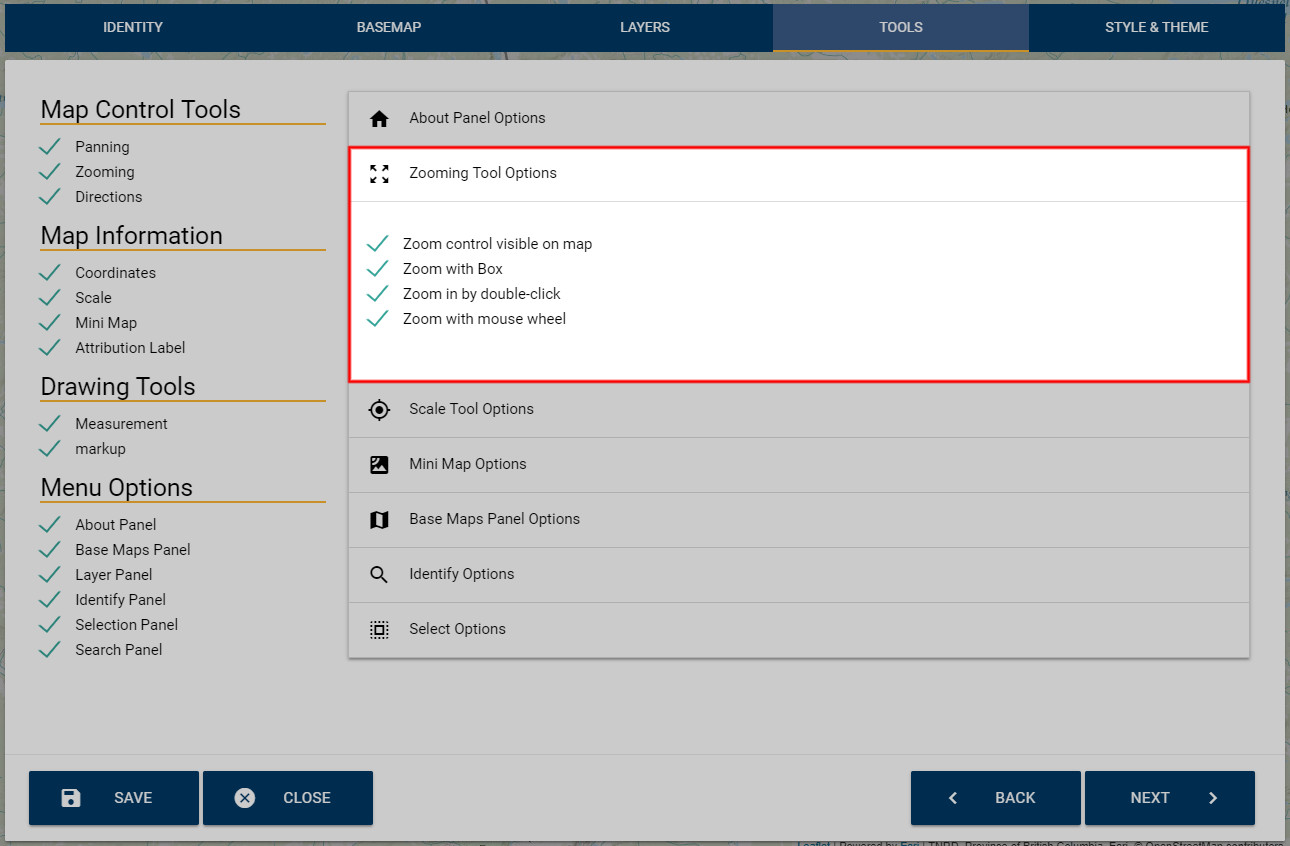 IDENTITY
BASEMAP
LAYERS
TOOLS
STYLE & THEME
Map Control Tools
Panning
Zooming
Directions
Map Information
Coordinates
Scale
Mini Map
Attribution Label
Drawing Tools
Measurement
markup
Menu Options
About Panel
Base Maps Panel
Layer Panel
Identify Panel
Selection Panel
Search Panel
About Panel Options
Zooming Tool Options
Zoom control visible on map
Zoom with Box
Zoom in by double-click
Zoom with mouse wheel
Scale Tool Options
Mini Map Options
Base Maps Panel Options
Identify Options
Select Options
SAVE
CLOSE
BACK
NEXT
Leaflet | Powered by Esri | TNRD, Province of British Columbia, Esri, © OpenStreetMap contributors